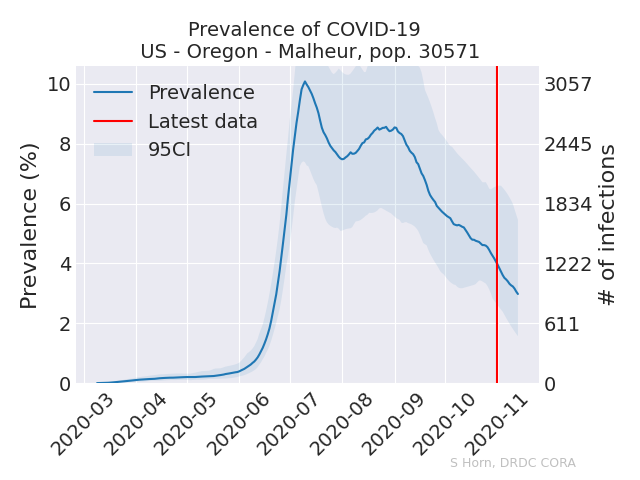 Prevalence of COVID-19
US - Oregon - Malheur, pop. 30571
Prevalence
Latest data
95CI
Prevalence (%)
10
8
6
4
2
0
3057
2445
1834
1222
611
0
# of infections
2020-03
2020-04
2020-05
2020-06
2020-07
2020-08
2020-09
2020-10
2020-11
S Horn, DRDC CORA